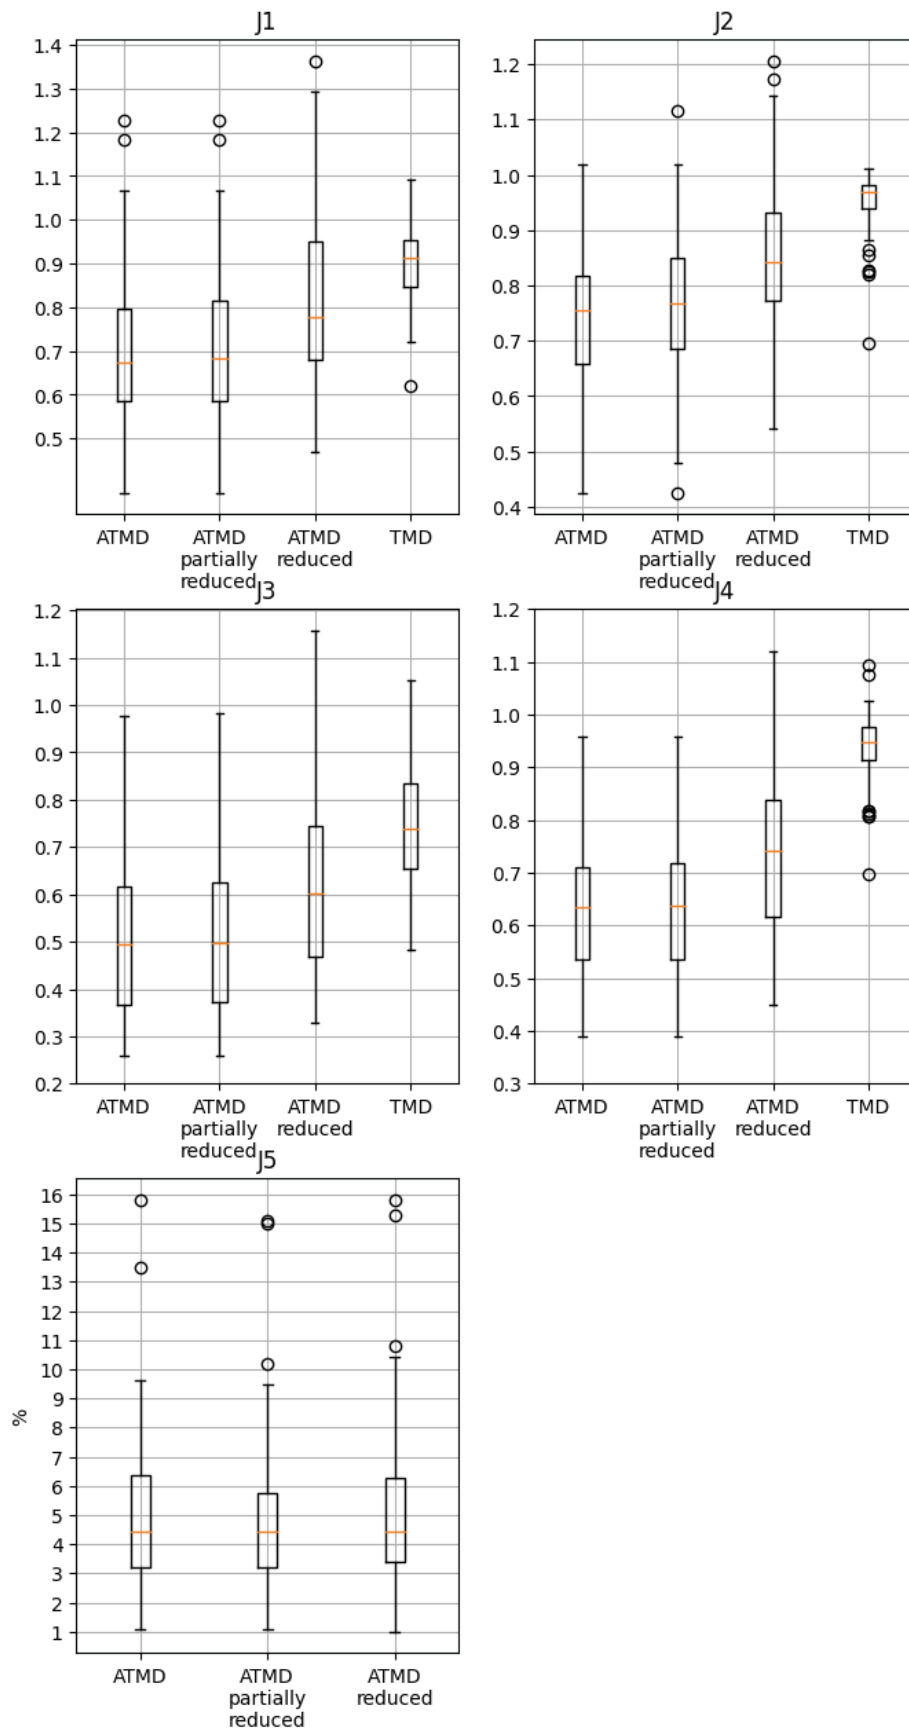 J1
1.4
1.3
1.2
1.1
1.0
0.9
0.8
0.7
0.6
0.5
ATMD
ATMD
partially
reduced
ATMD
reduced
TMD
J2
1.2
1.1
1.0
0.9
0.8
0.7
0.6
0.5
0.4
ATMD
ATMD
partially
reduced
ATMD
reduced
TMD
J3
1.2
1.1
1.0
0.9
0.8
0.7
0.6
0.5
0.4
0.3
0.2
ATMD
ATMD
partially
reduced
ATMD
reduced
TMD
J4
1.2
1.1
1.0
0.9
0.8
0.7
0.6
0.5
0.4
0.3
ATMD
ATMD
partially
reduced
ATMD
reduced
TMD
J5
%
16
15
14
13
12
11
10
9
8
7
6
5
4
3
2
1
ATMD
ATMD
partially
reduced
ATMD
reduced